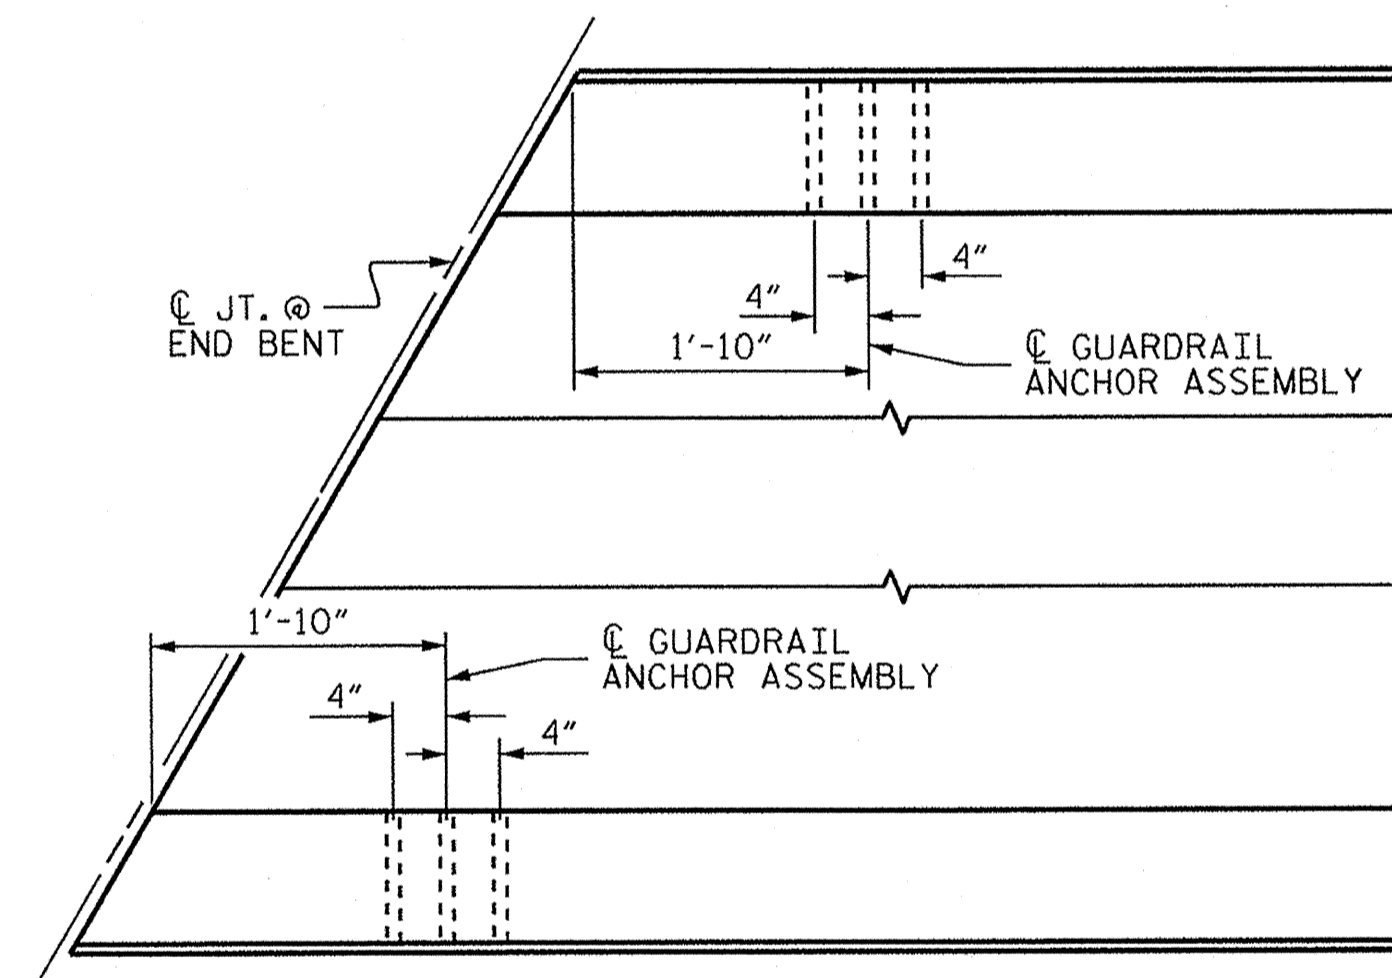 4″
4″
℄ JT. @
END BENT
1′-10″
℄ GUARDRAIL
ANCHOR ASSEMBLY
1′-10″
℄ GUARDRAIL
ANCHOR ASSEMBLY
4″
4″